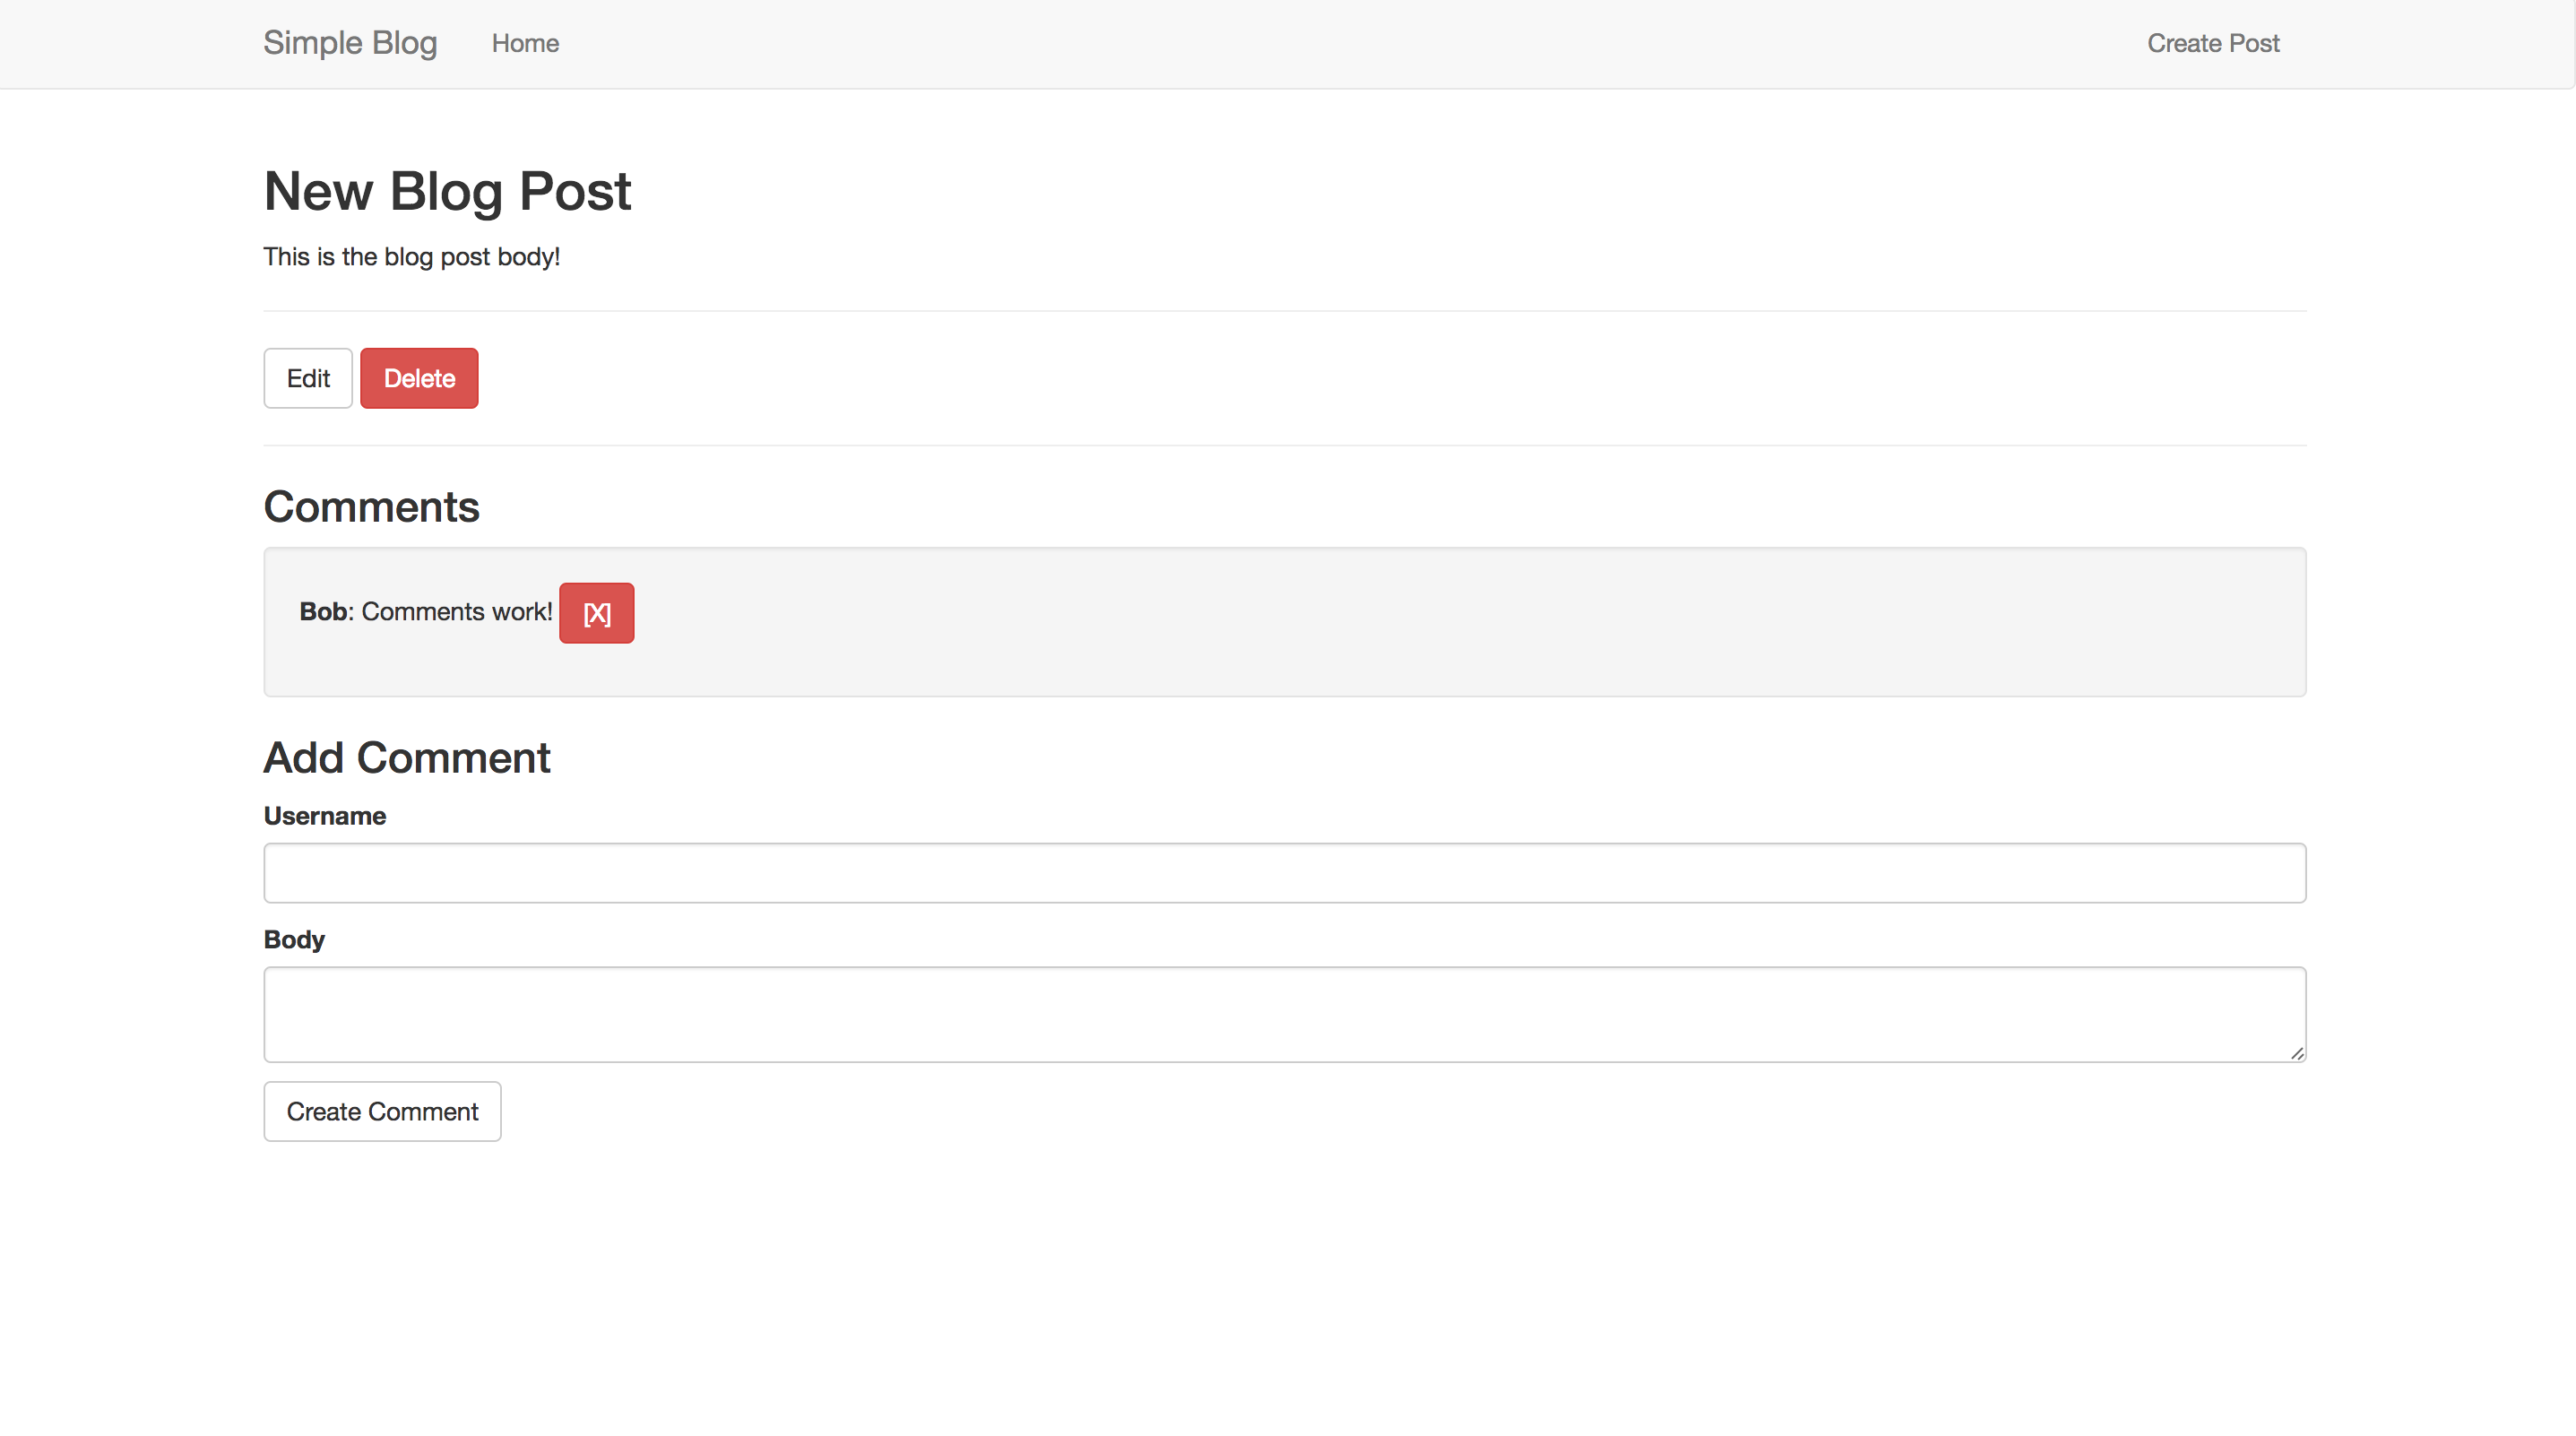 Simple Blog Home Create Post
New Blog Post
This is the blog post body!
Edit Delete
Comments
Bob: Comments work! [X]
Add Comment
Username
Body
Create Comment